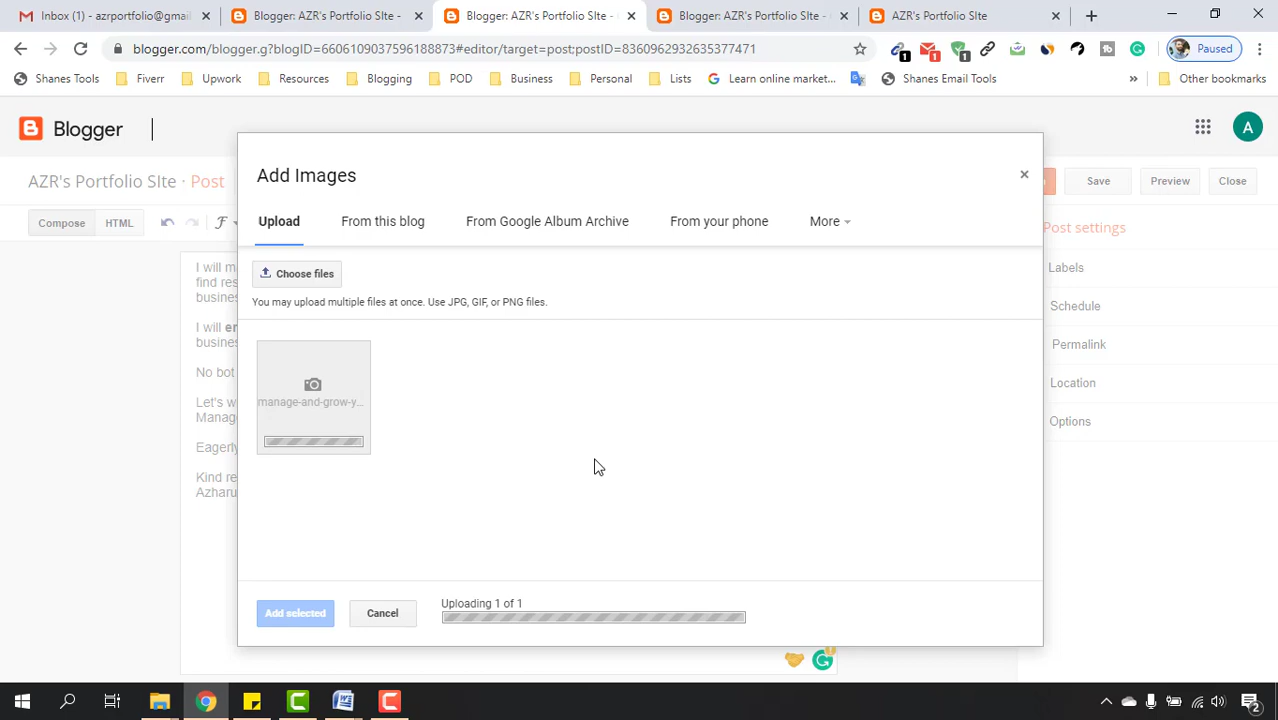 Inbox (1) - azrportfolio@gmail
Blogger: AZR's Portfolio SIte -
Blogger: AZR's Portfolio SIte -
Blogger: AZR's Portfolio SIte -
AZR's Portfolio SIte
blogger.com/blogger.g?blogID=6606109037596188873#editor/target=post;postID=8360962932635377471
1
1
1
Paused
Shanes Tools
Fiverr
Upwork
Resources
Blogging
POD
Business
Personal
Lists
Learn online market...
Shanes Email Tools
»
Other bookmarks
Blogger
A
AZR's Portfolio SIte · Post
Save
Preview
Close
Compose
HTML
Post settings
Labels
Schedule
Permalink
Location
Options
I will m
find res
busines
I will er
busines
No bot
Let's w
Manag
Eagerly
Kind re
Azharu
Add Images
×
Upload
From this blog
From Google Album Archive
From your phone
More
Choose files
You may upload multiple files at once. Use JPG, GIF, or PNG files.
manage-and-grow-y...
Add selected
Cancel
Uploading 1 of 1
2